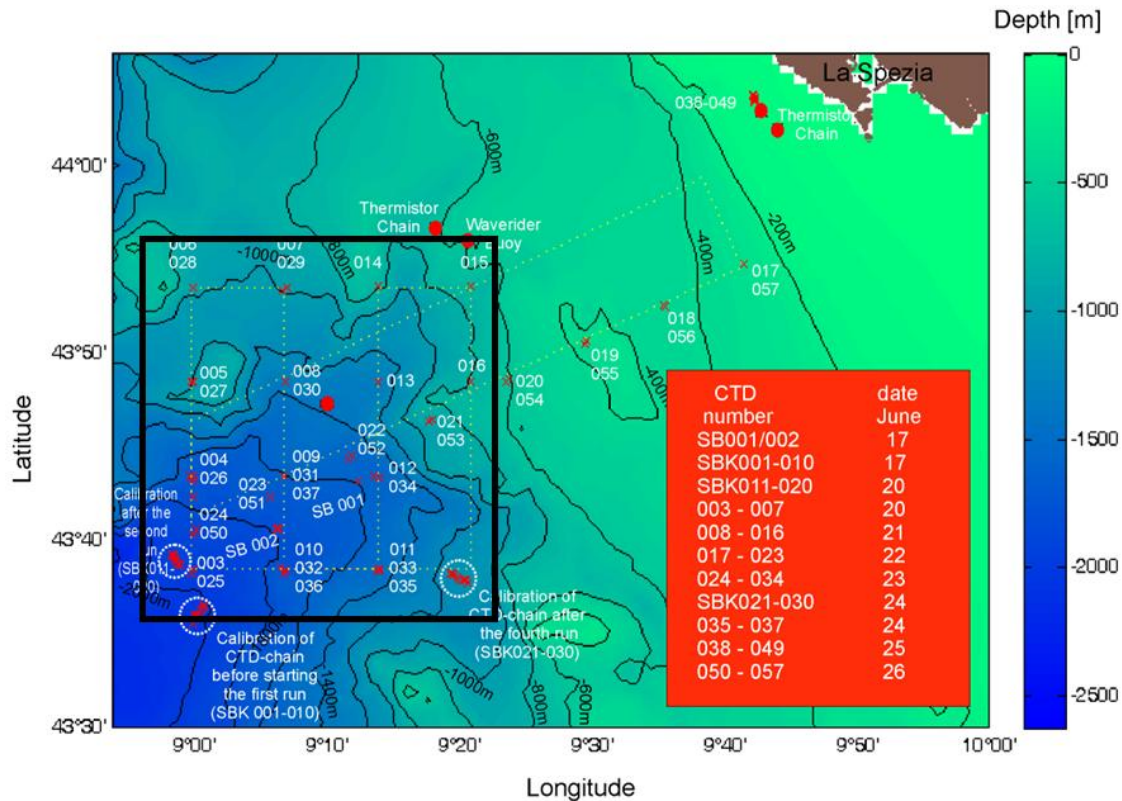 Depth [m]
La Spezia
036-049
Thermistor
Chain
-600m
-200m
-400m
Thermistor
Chain
Waverider
Buoy
006
028
-1000m
007
029
-800m
014
015
017
057
018
056
019
055
-400m
005
027
008
030
013
016
020
054
021
053
022
052
004
026
023
051
009
031
037
012
034
SB 001
024
050
SB 002
003
025
010
032
036
011
033
035
Calibration
after the
second
run
(SBK011-
020)
-2000m
Calibration of
CTD-chain
before starting
the first run
(SBK 001-010)
-1400m
Calibration of
CTD-chain after
the fourth run
(SBK021-030)
-1000m
-800m
-600m
CTD date
number June
SB001/002 17
SBK001-010 17
SBK011-020 20
003 - 007 20
008 - 016 21
017 - 023 22
024 - 034 23
SBK021-030 24
035 - 037 24
038 - 049 25
050 - 057 26
0
-500
-1000
-1500
-2000
-2500
44°00'
43°50'
43°40'
43°30'
Latitude
9°00' 9°10' 9°20' 9°30' 9°40' 9°50' 10°00'
Longitude